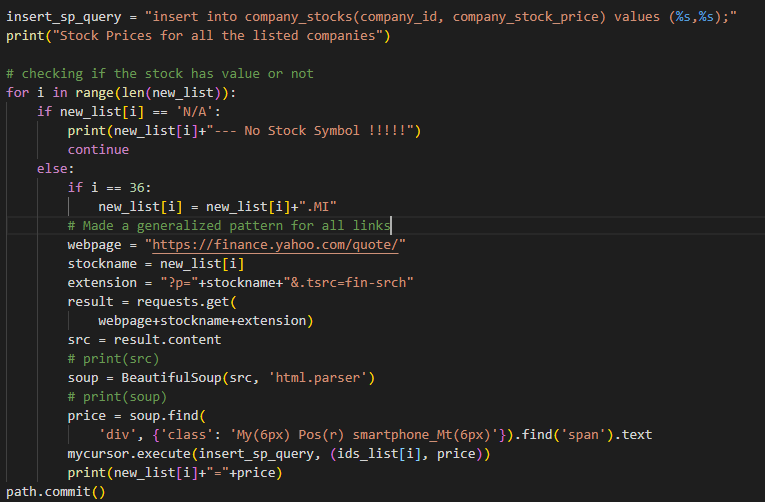 insert_sp_query = "insert into company_stocks(company_id, company_stock_price) values (%s,%s);"
print("Stock Prices for all the listed companies")
# checking if the stock has value or not
for i in range(len(new_list)):
    if new_list[i] == 'N/A':
        print(new_list[i]+"--- No Stock Symbol !!!!!")
        continue
    else:
        if i == 36:
            new_list[i] = new_list[i]+".MI"
        # Made a generalized pattern for all links
        webpage = "https://finance.yahoo.com/quote/"
        stockname = new_list[i]
        extension = "?p="+stockname+"&.tsrc=fin-srch"
        result = requests.get(
            webpage+stockname+extension)
        src = result.content
        # print(src)
        soup = BeautifulSoup(src, 'html.parser')
        # print(soup)
        price = soup.find(
            'div', {'class': 'My(6px) Pos(r) smartphone_Mt(6px)'}).find('span').text
        mycursor.execute(insert_sp_query, (ids_list[i], price))
        print(new_list[i]+"="+price)
path.commit()